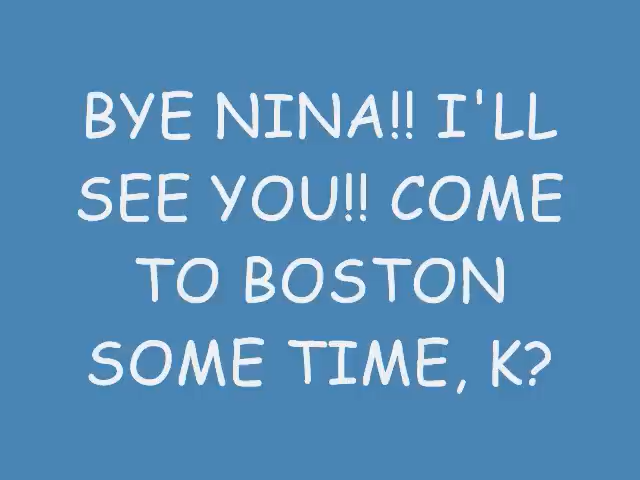 BYE NINA!! I'LL
SEE YOU!! COME
TO BOSTON
SOME TIME, K?